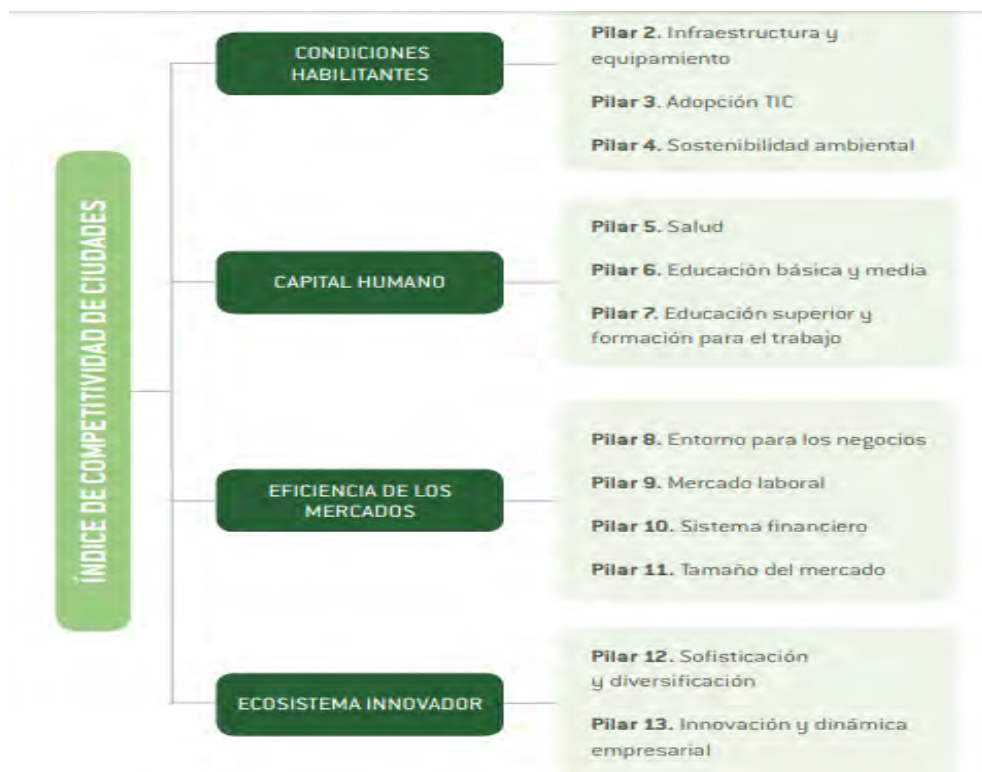 ÍNDICE DE COMPETITIVIDAD DE CIUDADES
CONDICIONES
HABILITANTES
Pilar 2. Infraestructura y
equipamiento
Pilar 3. Adopción TIC
Pilar 4. Sostenibilidad ambiental
CAPITAL HUMANO
Pilar 5. Salud
Pilar 6. Educación básica y media
Pilar 7. Educación superior y
formación para el trabajo
EFICIENCIA DE LOS
MERCADOS
Pilar 8. Entorno para los negocios
Pilar 9. Mercado laboral
Pilar 10. Sistema financiero
Pilar 11. Tamaño del mercado
ECOSISTEMA INNOVADOR
Pilar 12. Sofisticación
y diversificación
Pilar 13. Innovación y dinámica
empresarial